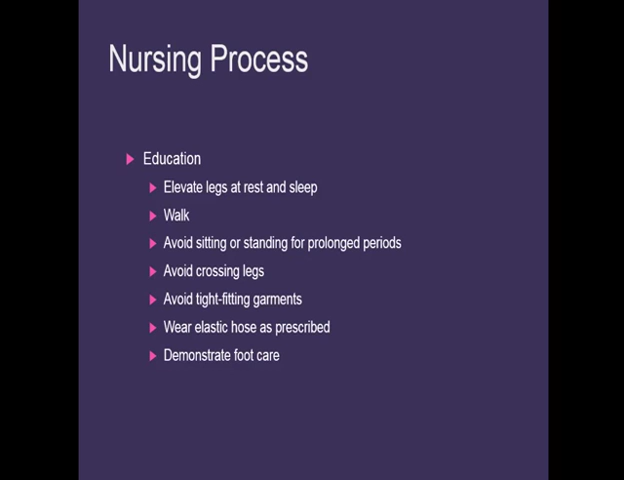 Nursing Process
Education
Elevate legs at rest and sleep
Walk
Avoid sitting or standing for prolonged periods
Avoid crossing legs
Avoid tight-fitting garments
Wear elastic hose as prescribed
Demonstrate foot care